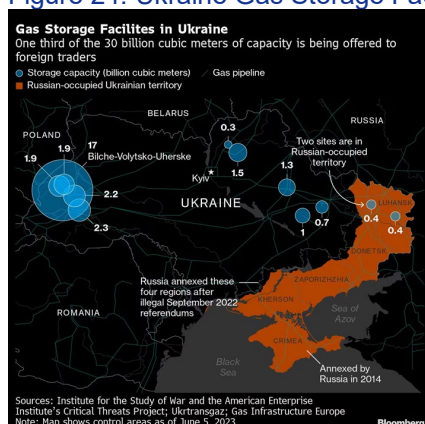 Figure 21: Ukraine Gas Storage Fac
Gas Storage Facilites in Ukraine
One third of the 30 billion cubic meters of capacity is being offered to
foreign traders
Storage capacity (billion cubic meters)
Gas pipeline
Russian-occupied Ukrainian territory
BELARUS
RUSSIA
POLAND
0.3
Two sites are in
Russian-occupied
territory
1.9
1.9
17
Bilche-Volytsko-Uherske
Kyiv
1.5
1.3
2.2
UKRAINE
LUHANSK
2.3
1
0.7
0.4
0.4
DONETSK
Russia annexed these
four regions after
illegal September 2022
referendums
ZAPORIZHZHIA
KHERSON
Sea of
Azov
ROMANIA
CRIMEA
Black
Sea
Annexed by
Russia in 2014
Sources: Institute for the Study of War and the American Enterprise
Institute's Critical Threats Project; Ukrtransgaz; Gas Infrastructure Europe
Note: Map shows control areas as of June 5, 2023
Bloomberg